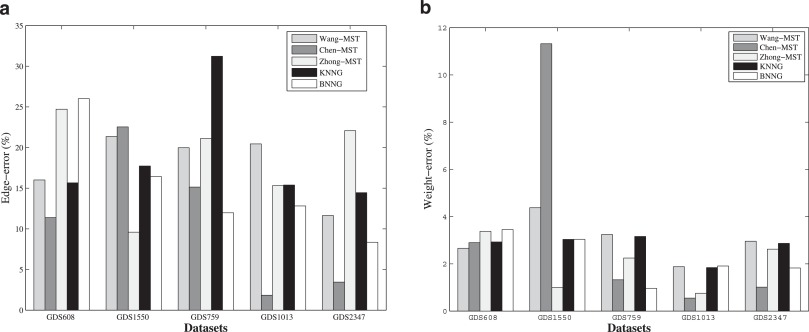 a
35
30
25
20
15
10
5
0
Edge–error (%)
Wang–MST
Chen–MST
Zhong–MST
KNNG
BNNG
GDS608 GDS1550 GDS759 GDS1013 GDS2347
Datasets
b
12
10
8
6
4
2
0
Weight–error (%)
Wang–MST
Chen–MST
Zhong–MST
KNNG
BNNG
GDS608 GDS1550 GDS759 GDS1013 GDS2347
Datasets